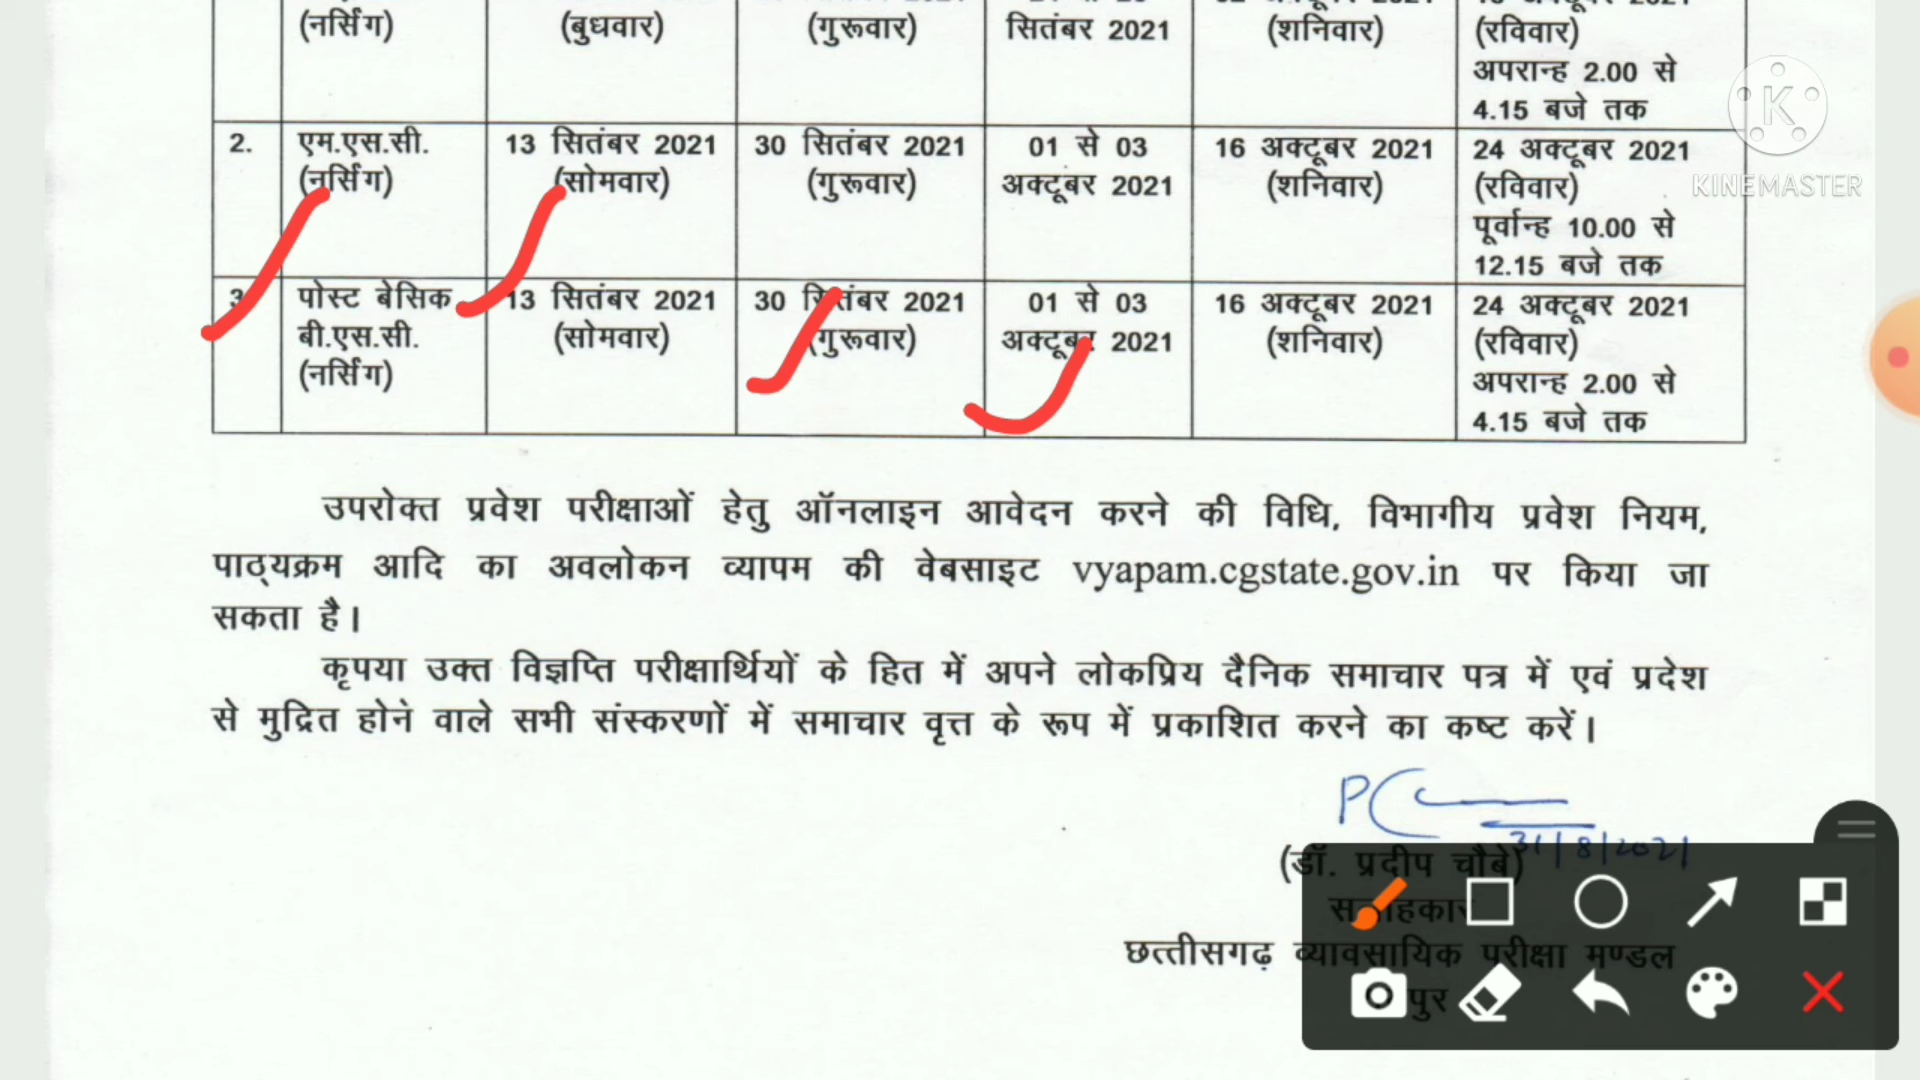 (नर्सिंग) (बुधवार) (गुरूवार) सितंबर 2021 (शनिवार) (रविवार)
अपरान्ह 2.00 से
4.15 बजे तक
2. एम.एस.सी. 13 सितंबर 2021 30 सितंबर 2021 01 से 03 16 अक्टूबर 2021 24 अक्टूबर 2021
(नर्सिंग) (सोमवार) (गुरूवार) अक्टूबर 2021 (शनिवार) (रविवार)
पूर्वान्ह 10.00 से
12.15 बजे तक
3. पोस्ट बेसिक 13 सितंबर 2021 30 सितंबर 2021 01 से 03 16 अक्टूबर 2021 24 अक्टूबर 2021
बी.एस.सी. (सोमवार) (गुरूवार) अक्टूबर 2021 (शनिवार) (रविवार)
(नर्सिंग) अपरान्ह 2.00 से
4.15 बजे तक
KINEMASTER
उपरोक्त प्रवेश परीक्षाओं हेतु ऑनलाइन आवेदन करने की विधि, विभागीय प्रवेश नियम,
पाठ्यक्रम आदि का अवलोकन व्यापम की वेबसाइट vyapam.cgstate.gov.in पर किया जा
सकता है।
कृपया उक्त विज्ञप्ति परीक्षार्थियों के हित में अपने लोकप्रिय दैनिक समाचार पत्र में एवं प्रदेश
से मुद्रित होने वाले सभी संस्करणों में समाचार वृत्त के रूप में प्रकाशित करने का कष्ट करें।
31/8/2021
(डॉ. प्रदीप चौबे)
छत्तीसगढ़ व्यावसायिक परीक्षा मण्डल